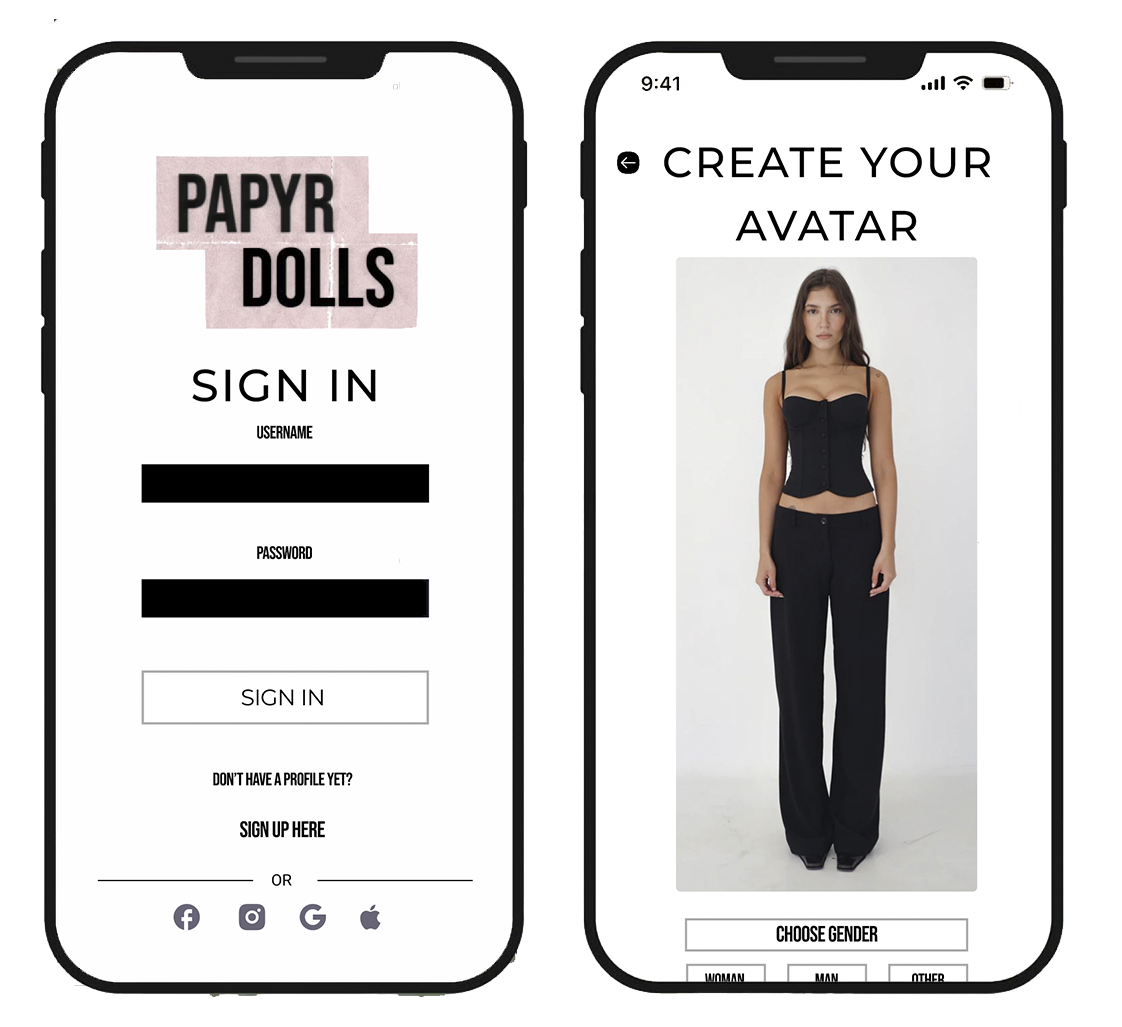 PAPYR
DOLLS
SIGN IN
USERNAME
PASSWORD
SIGN IN
DON'T HAVE A PROFILE YET?
SIGN UP HERE
OR
9:41
CREATE YOUR
AVATAR
CHOOSE GENDER
WOMAN MAN OTHER